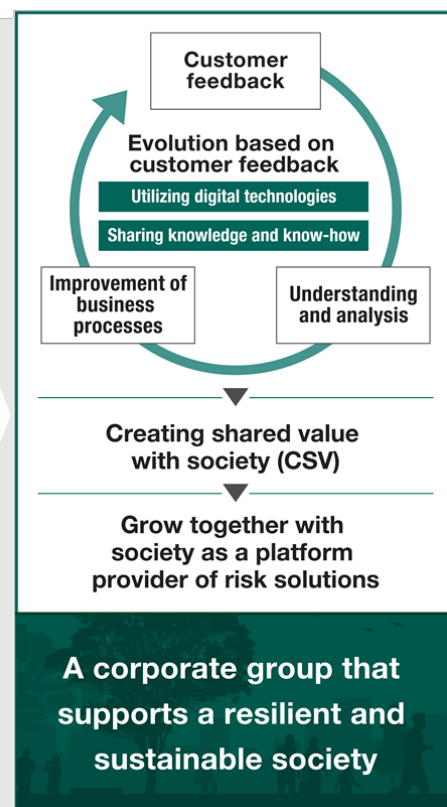 Customer
feedback
Evolution based on
customer feedback
Utilizing digital technologies
Sharing knowledge and know-how
Improvement of
business
processes
Understanding
and analysis
Creating shared value
with society (CSV)
Grow together with
society as a platform
provider of risk solutions
A corporate group that
supports a resilient and
sustainable society